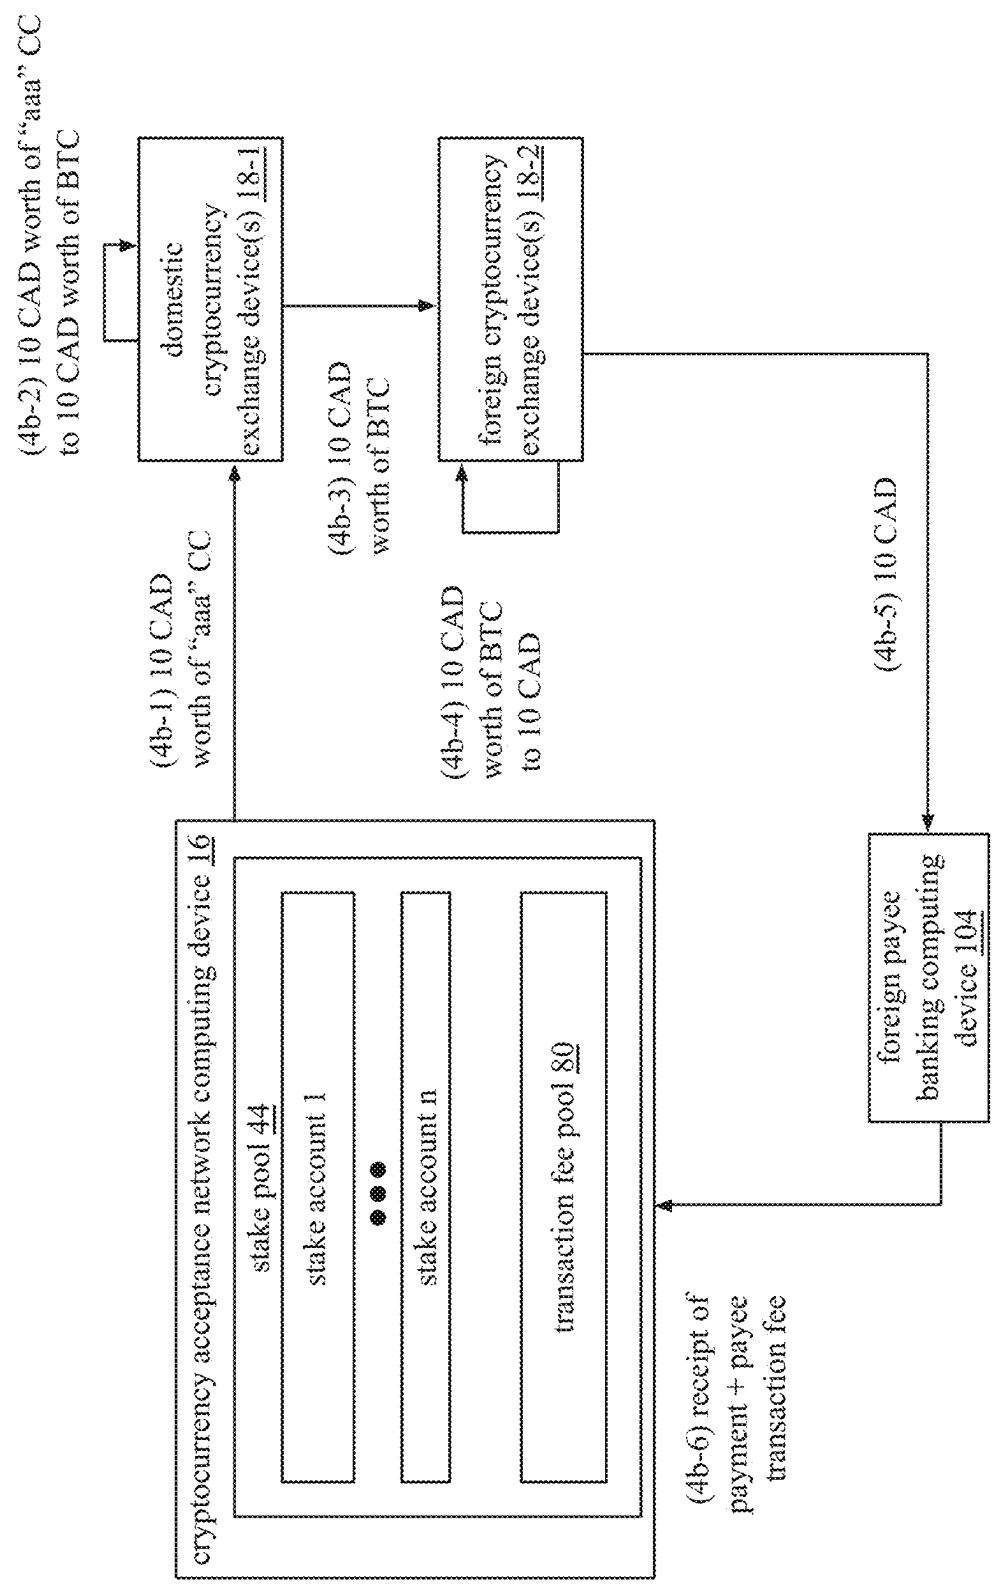 cryptocurrency acceptance network computing device 16
stake pool 44
stake account 1
stake account n
transaction fee pool 80
(4b-1) 10 CAD
worth of “aaa” CC
(4b-2) 10 CAD worth of “aaa” CC
to 10 CAD worth of BTC
domestic
cryptocurrency
exchange device(s) 18-1
(4b-3) 10 CAD
worth of BTC
foreign cryptocurrency
exchange device(s) 18-2
(4b-4) 10 CAD
worth of BTC
to 10 CAD
(4b-5) 10 CAD
foreign payee
banking computing
device 104
(4b-6) receipt of
payment + payee
transaction fee